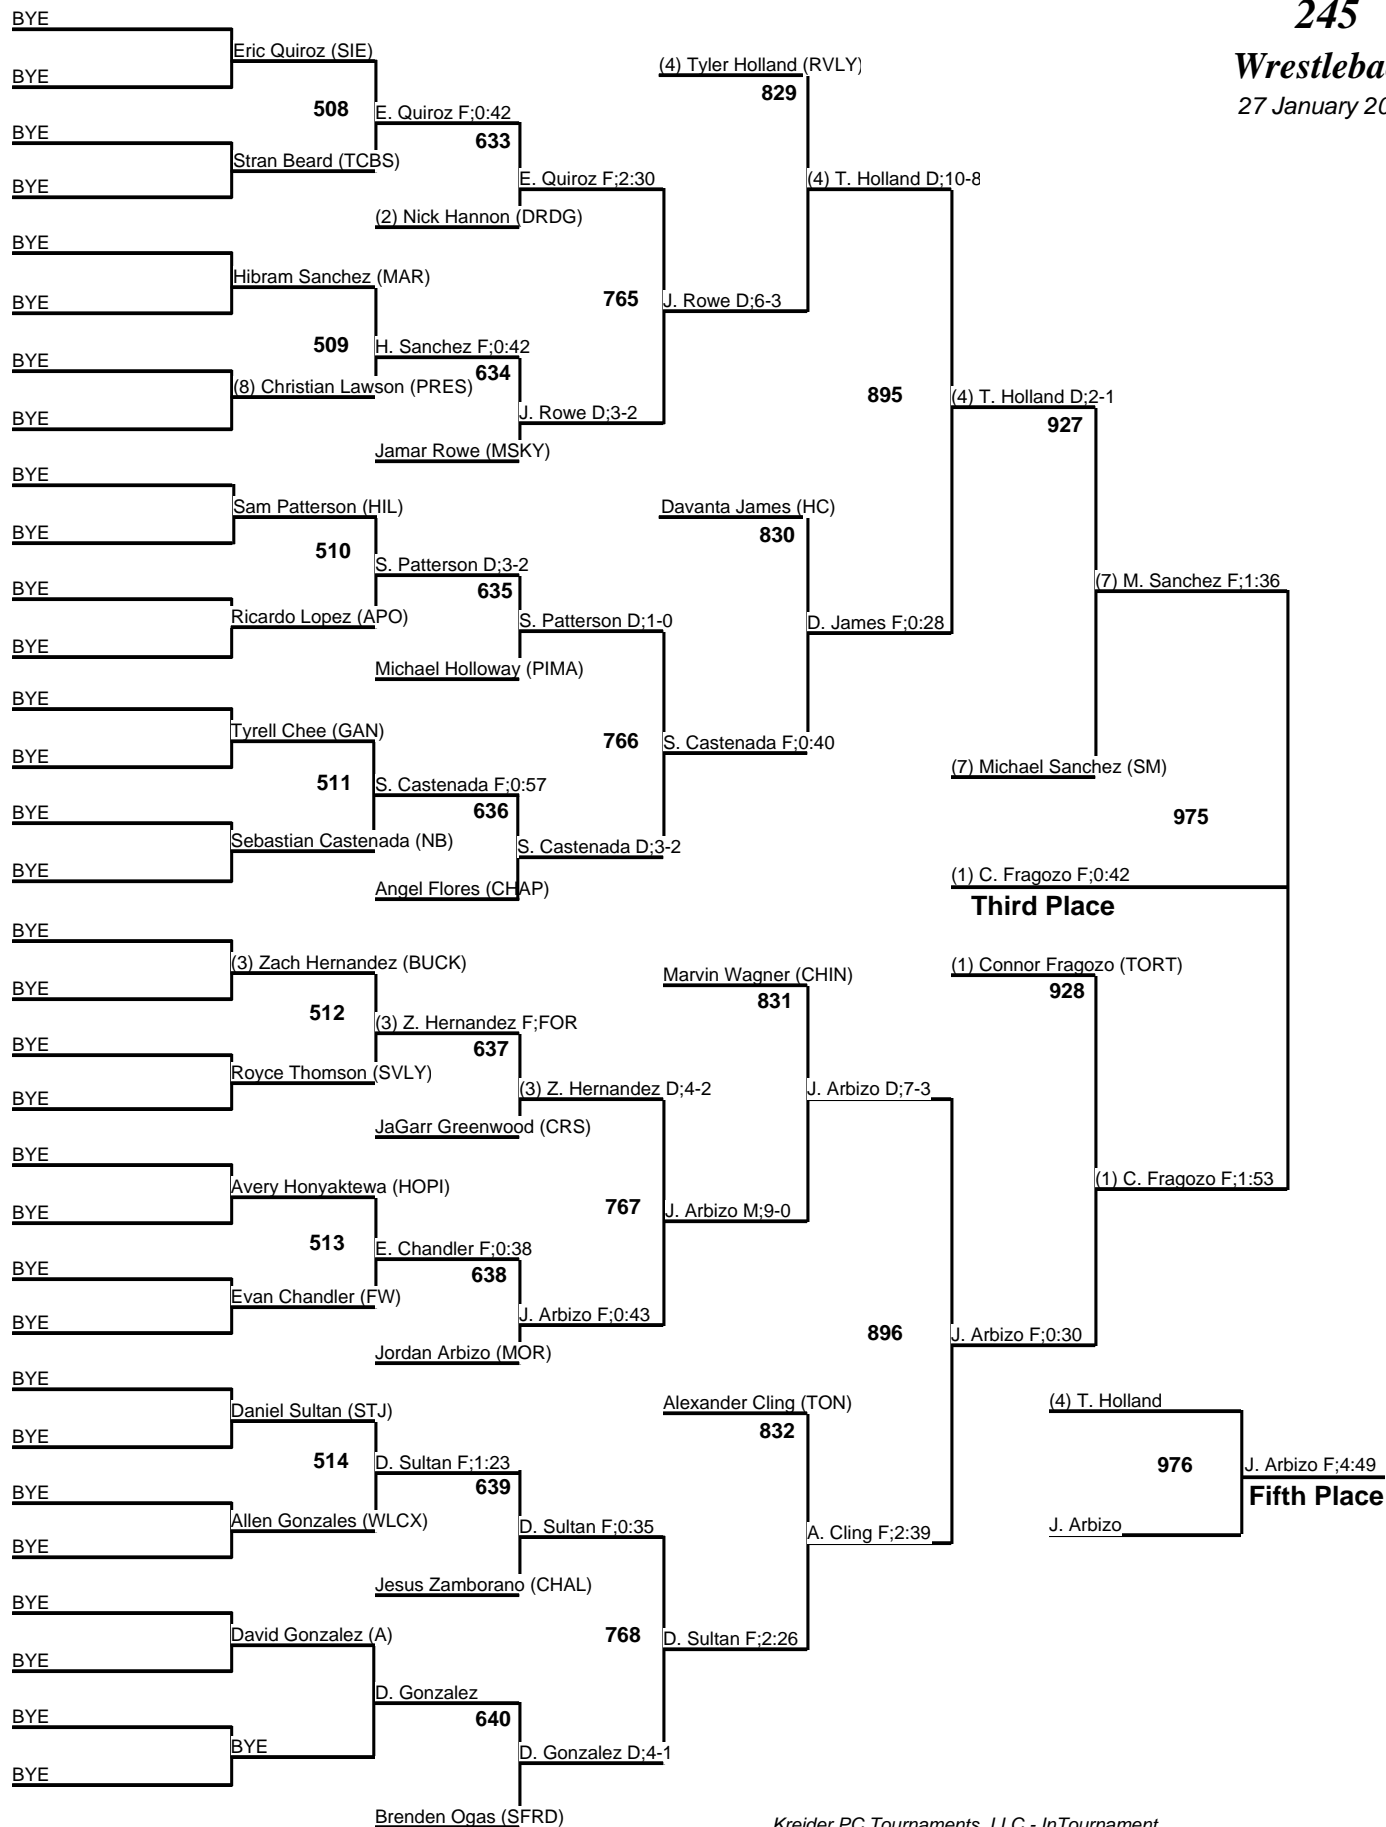 BYE
245
Eric Quiroz (SIE)
(4) Tyler Holland (RVLY)
Wrestleba
BYE
829
508
E. Quiroz F;0:42
27 January 20
BYE
633
Stran Beard (TCBS)
E. Quiroz F;2:30
(4) T. Holland D;10-8
BYE
(2) Nick Hannon (DRDG)
BYE
Hibram Sanchez (MAR)
765
J. Rowe D;6-3
BYE
509
H. Sanchez F;0:42
BYE
634
(8) Christian Lawson (PRES)
895
(4) T. Holland D;2-1
J. Rowe D;3-2
BYE
927
Jamar Rowe (MSKY)
BYE
Sam Patterson (HIL)
Davanta James (HC)
BYE
830
510
S. Patterson D;3-2
(7) M. Sanchez F;1:36
BYE
635
Ricardo Lopez (APO)
S. Patterson D;1-0
D. James F;0:28
BYE
Michael Holloway (PIMA)
BYE
Tyrell Chee (GAN)
766
S. Castenada F;0:40
BYE
(7) Michael Sanchez (SM)
511
S. Castenada F;0:57
BYE
636
975
Sebastian Castenada (NB)
S. Castenada D;3-2
BYE
Angel Flores (CHAP)
(1) C. Fragozo F;0:42
Third Place
BYE
(3) Zach Hernandez (BUCK)
Marvin Wagner (CHIN)
(1) Connor Fragozo (TORT)
BYE
831
928
512
(3) Z. Hernandez F;FOR
BYE
637
Royce Thomson (SVLY)
(3) Z. Hernandez D;4-2
J. Arbizo D;7-3
BYE
JaGarr Greenwood (CRS)
BYE
Avery Honyaktewa (HOPI)
(1) C. Fragozo F;1:53
767
J. Arbizo M;9-0
BYE
513
E. Chandler F;0:38
BYE
638
Evan Chandler (FW)
J. Arbizo F;0:43
BYE
896
J. Arbizo F;0:30
Jordan Arbizo (MOR)
BYE
Daniel Sultan (STJ)
Alexander Cling (TON)
(4) T. Holland
BYE
832
514
D. Sultan F;1:23
976
J. Arbizo F;4:49
BYE
639
Fifth Place
Allen Gonzales (WLCX)
D. Sultan F;0:35
A. Cling F;2:39
J. Arbizo
BYE
Jesus Zamborano (CHAL)
BYE
David Gonzalez (A)
768
D. Sultan F;2:26
BYE
D. Gonzalez
BYE
640
BYE
D. Gonzalez D;4-1
BYE
Brenden Ogas (SFRD)
Kreider PC Tournaments, LLC - InTournament